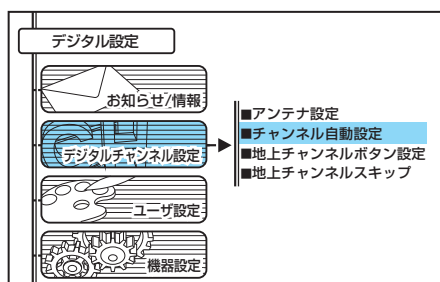 デジタル設定
お知らせ/情報
デジタルチャンネル設定
ユーザ設定
機器設定
■アンテナ設定
■チャンネル自動設定
■地上チャンネルボタン設定
■地上チャンネルスキップ